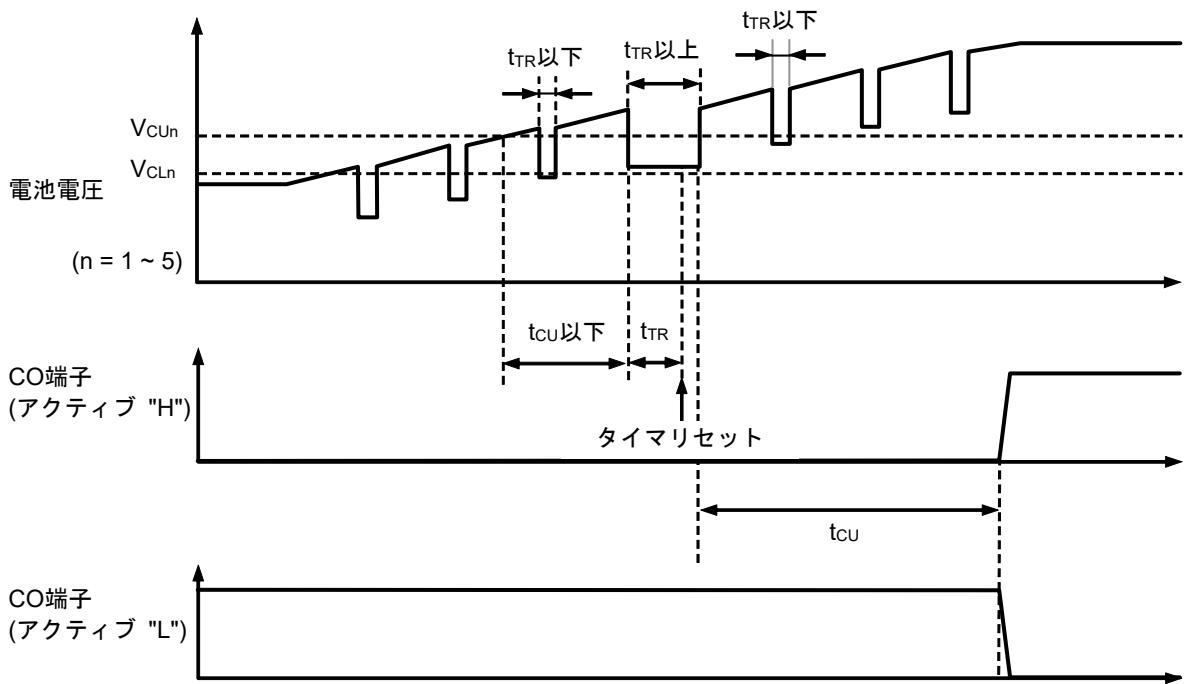 tTR以下
tTR以下
tTR以上
VCUn
VCLn
電池電圧
(n = 1 ~ 5)
tCU以下
tTR
CO端子
(アクティブ "H")
タイマリセット
tCU
CO端子
(アクティブ "L")